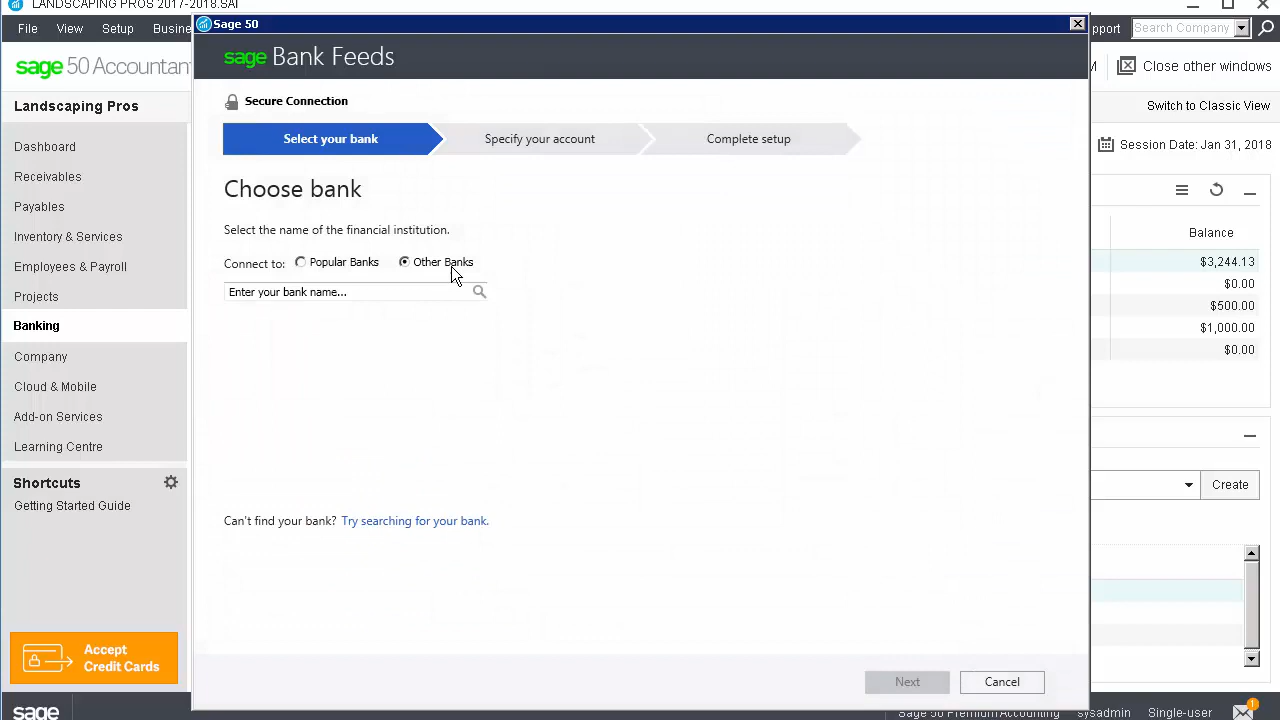 LANDSCAPING PROS 2017-2018.SAI
File View Setup Busine
Sage 50
pport Search Company
sage 50 Accountan
sage Bank Feeds
M Close other windows
Landscaping Pros
Secure Connection
Switch to Classic View
Select your bank Specify your account Complete setup
Dashboard
Session Date: Jan 31, 2018
Receivables
Choose bank
Payables
Select the name of the financial institution.
Balance
Inventory & Services
Connect to: Popular Banks Other Banks
$3,244.13
Employees & Payroll
$0.00
Enter your bank name...
Projects
$500.00
Banking
$1,000.00
Company
$0.00
Cloud & Mobile
Add-on Services
Learning Centre
Shortcuts
Create
Getting Started Guide
Can't find your bank? Try searching for your bank.
Accept
Credit Cards
Next Cancel
sage
Sage 50 Premium Accounting sysadmin Single-user 1